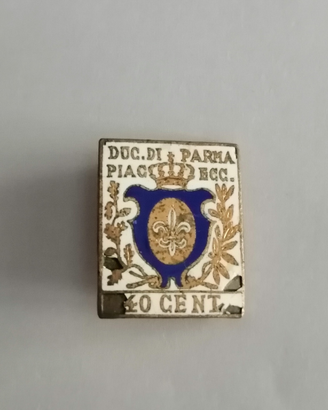 DUC. DI PARMA
PIAC ECC.
40 CENT.